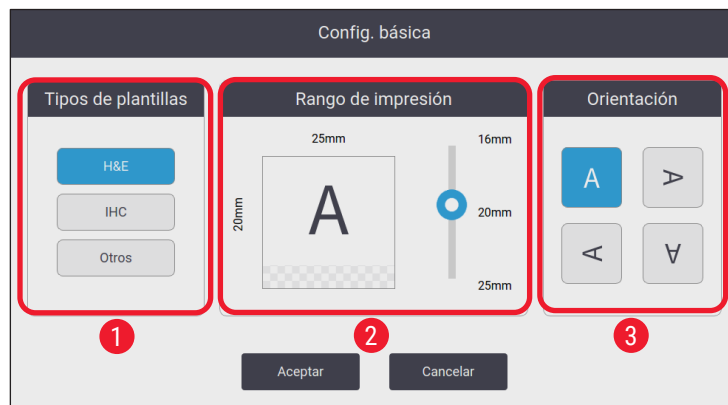 Config. básica
Tipos de plantillas
H&E
IHC
Otros
1
Rango de impresión
25mm
20mm
A
16mm
20mm
25mm
2
Orientación
A
A
A
A
3
Aceptar
Cancelar